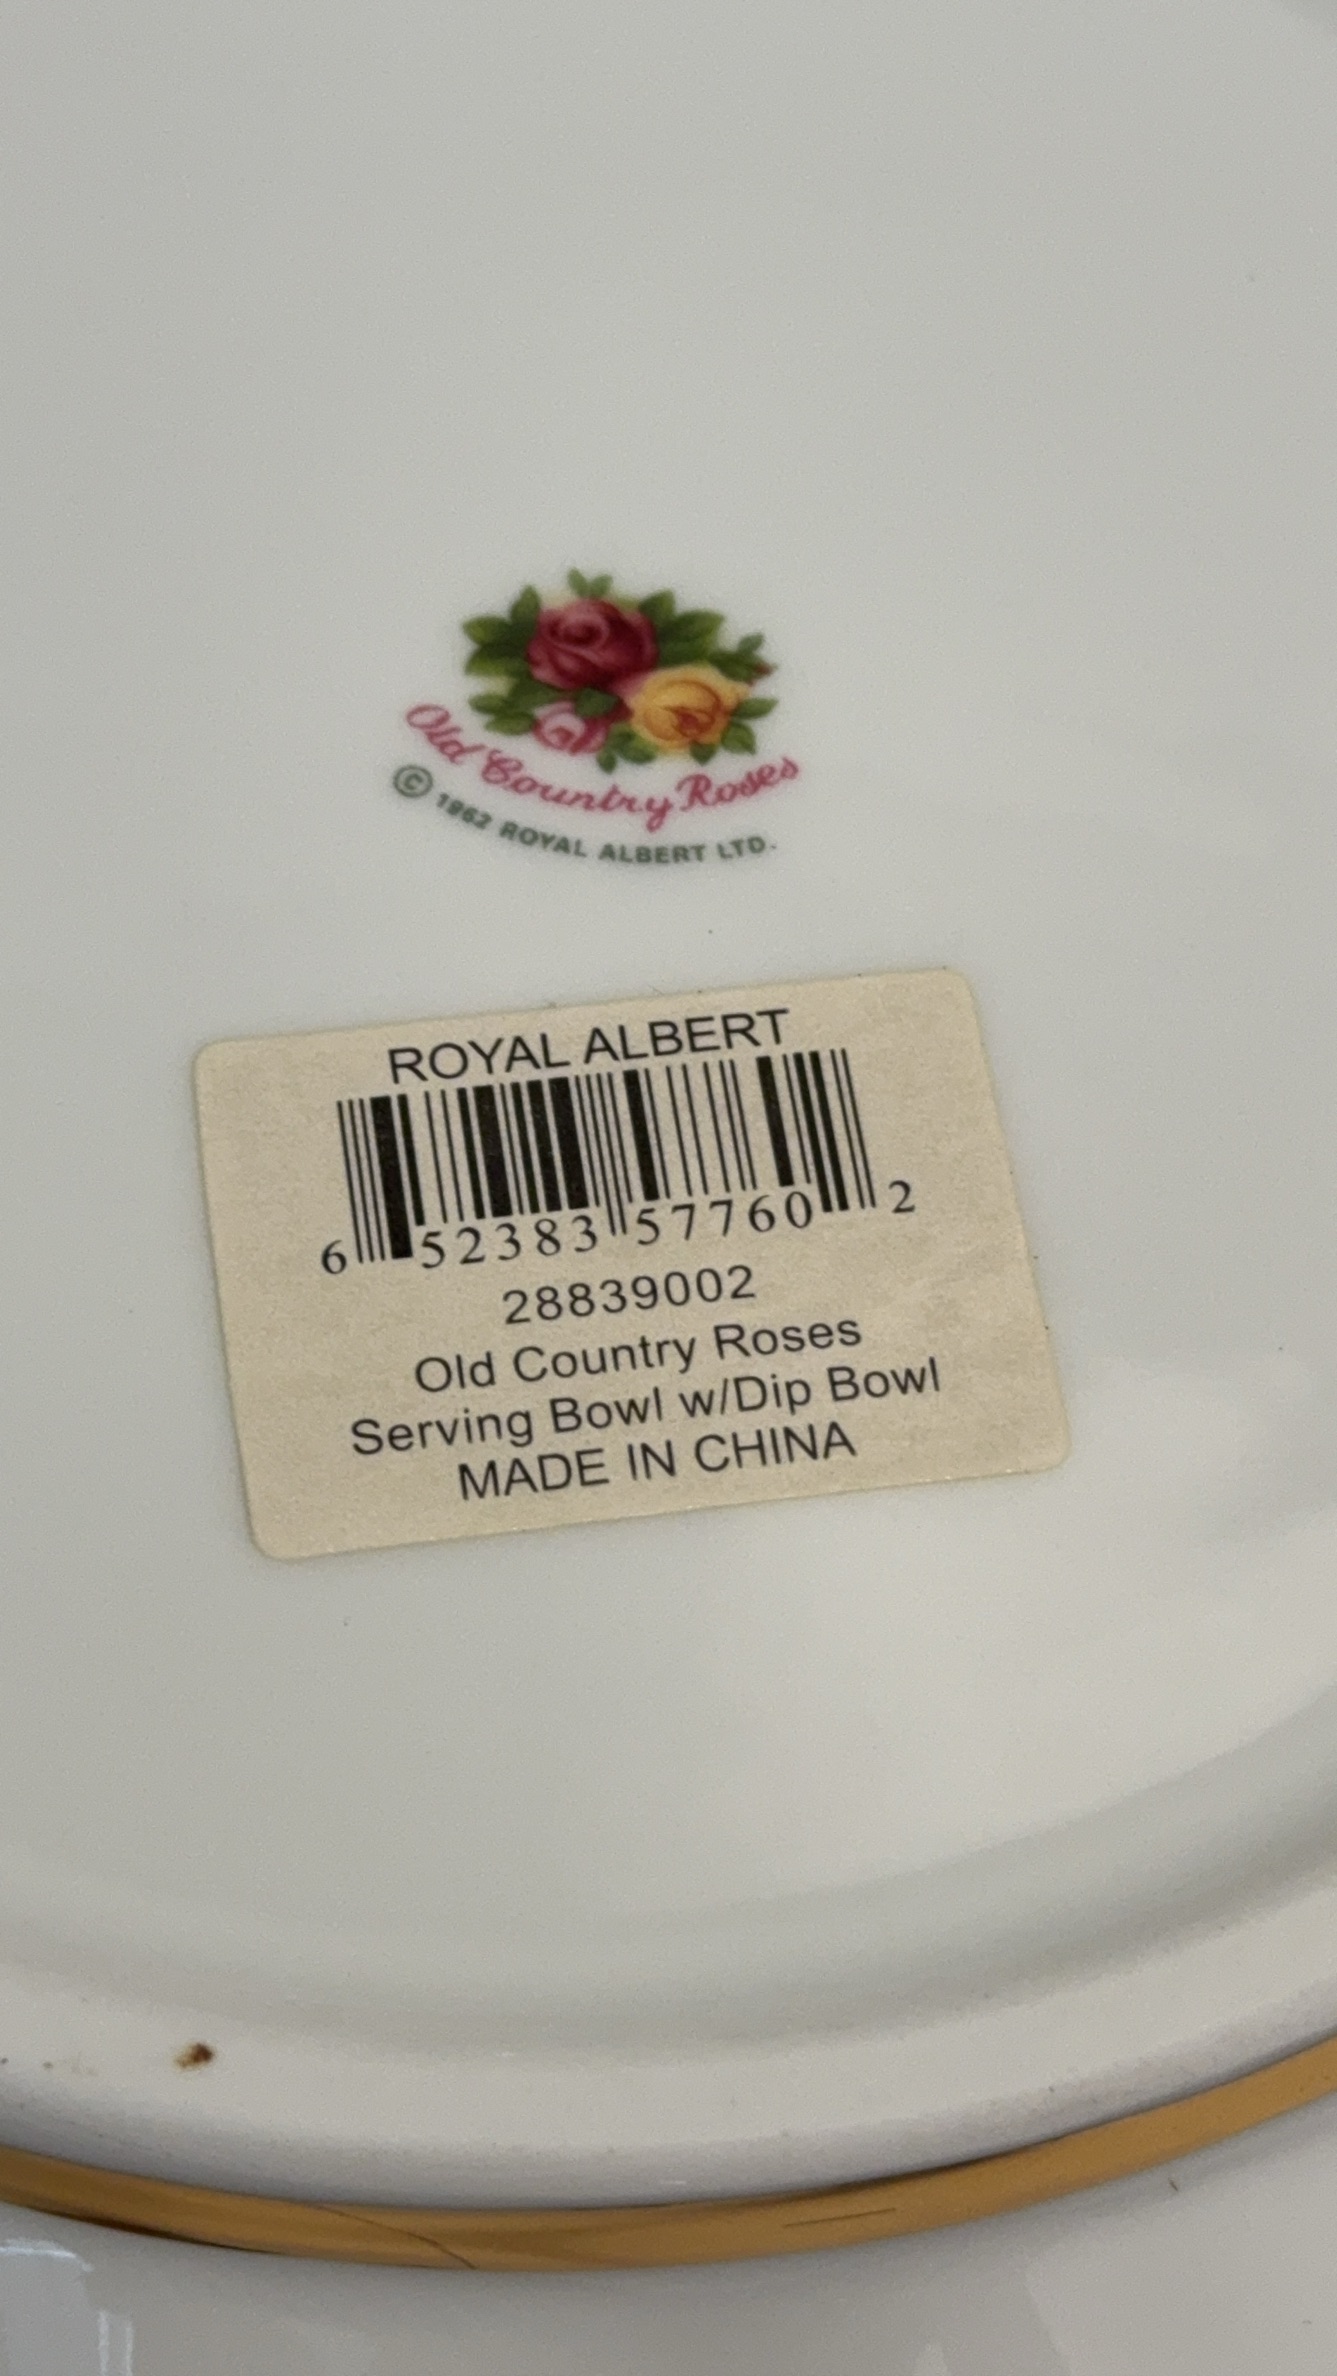 Old Country Roses
© 1962 ROYAL ALBERT LTD.
ROYAL ALBERT
6 52383 57760 2
28839002
Old Country Roses
Serving Bowl w/Dip Bowl
MADE IN CHINA